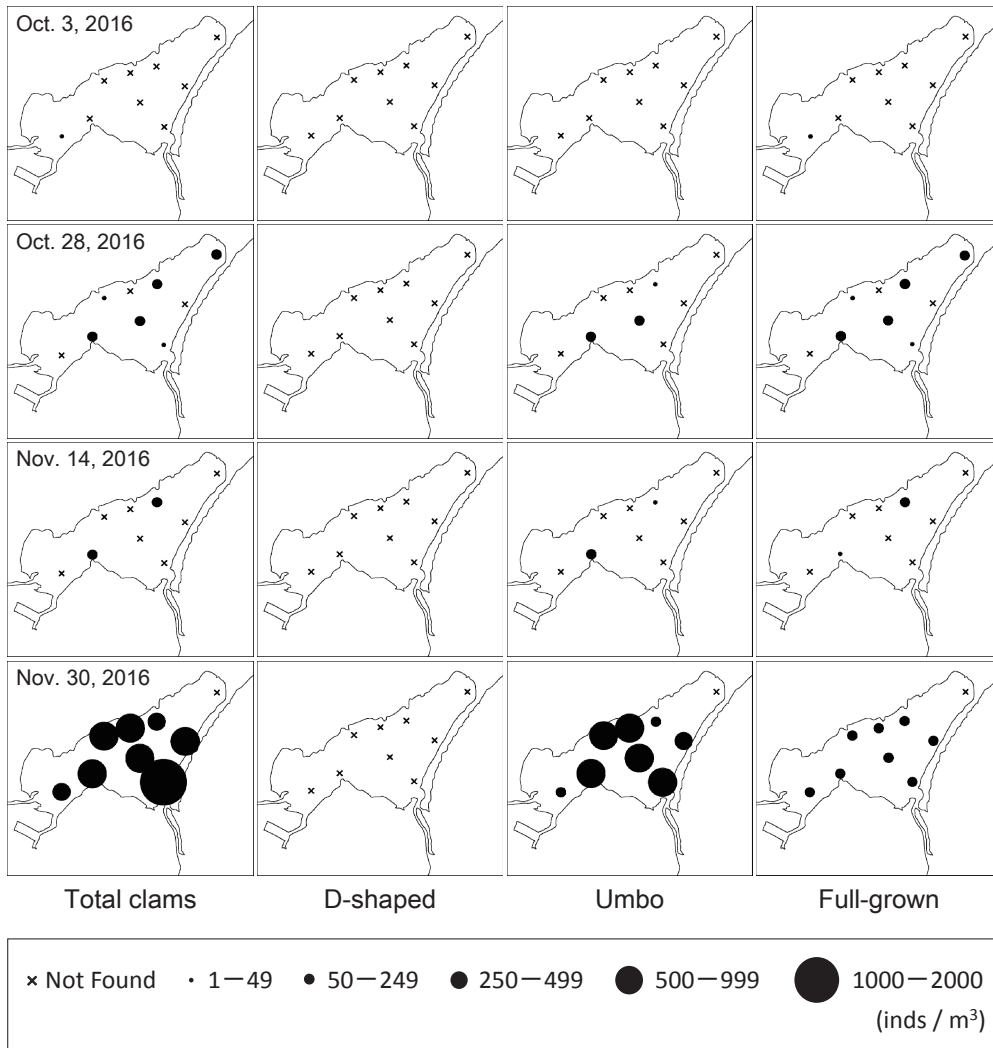 Oct. 3, 2016
Oct. 28, 2016
Nov. 14, 2016
Nov. 30, 2016
Total clams D-shaped Umbo Full-grown
× Not Found 1—49 50—249 250—499 500—999 1000—2000
(inds / m³)